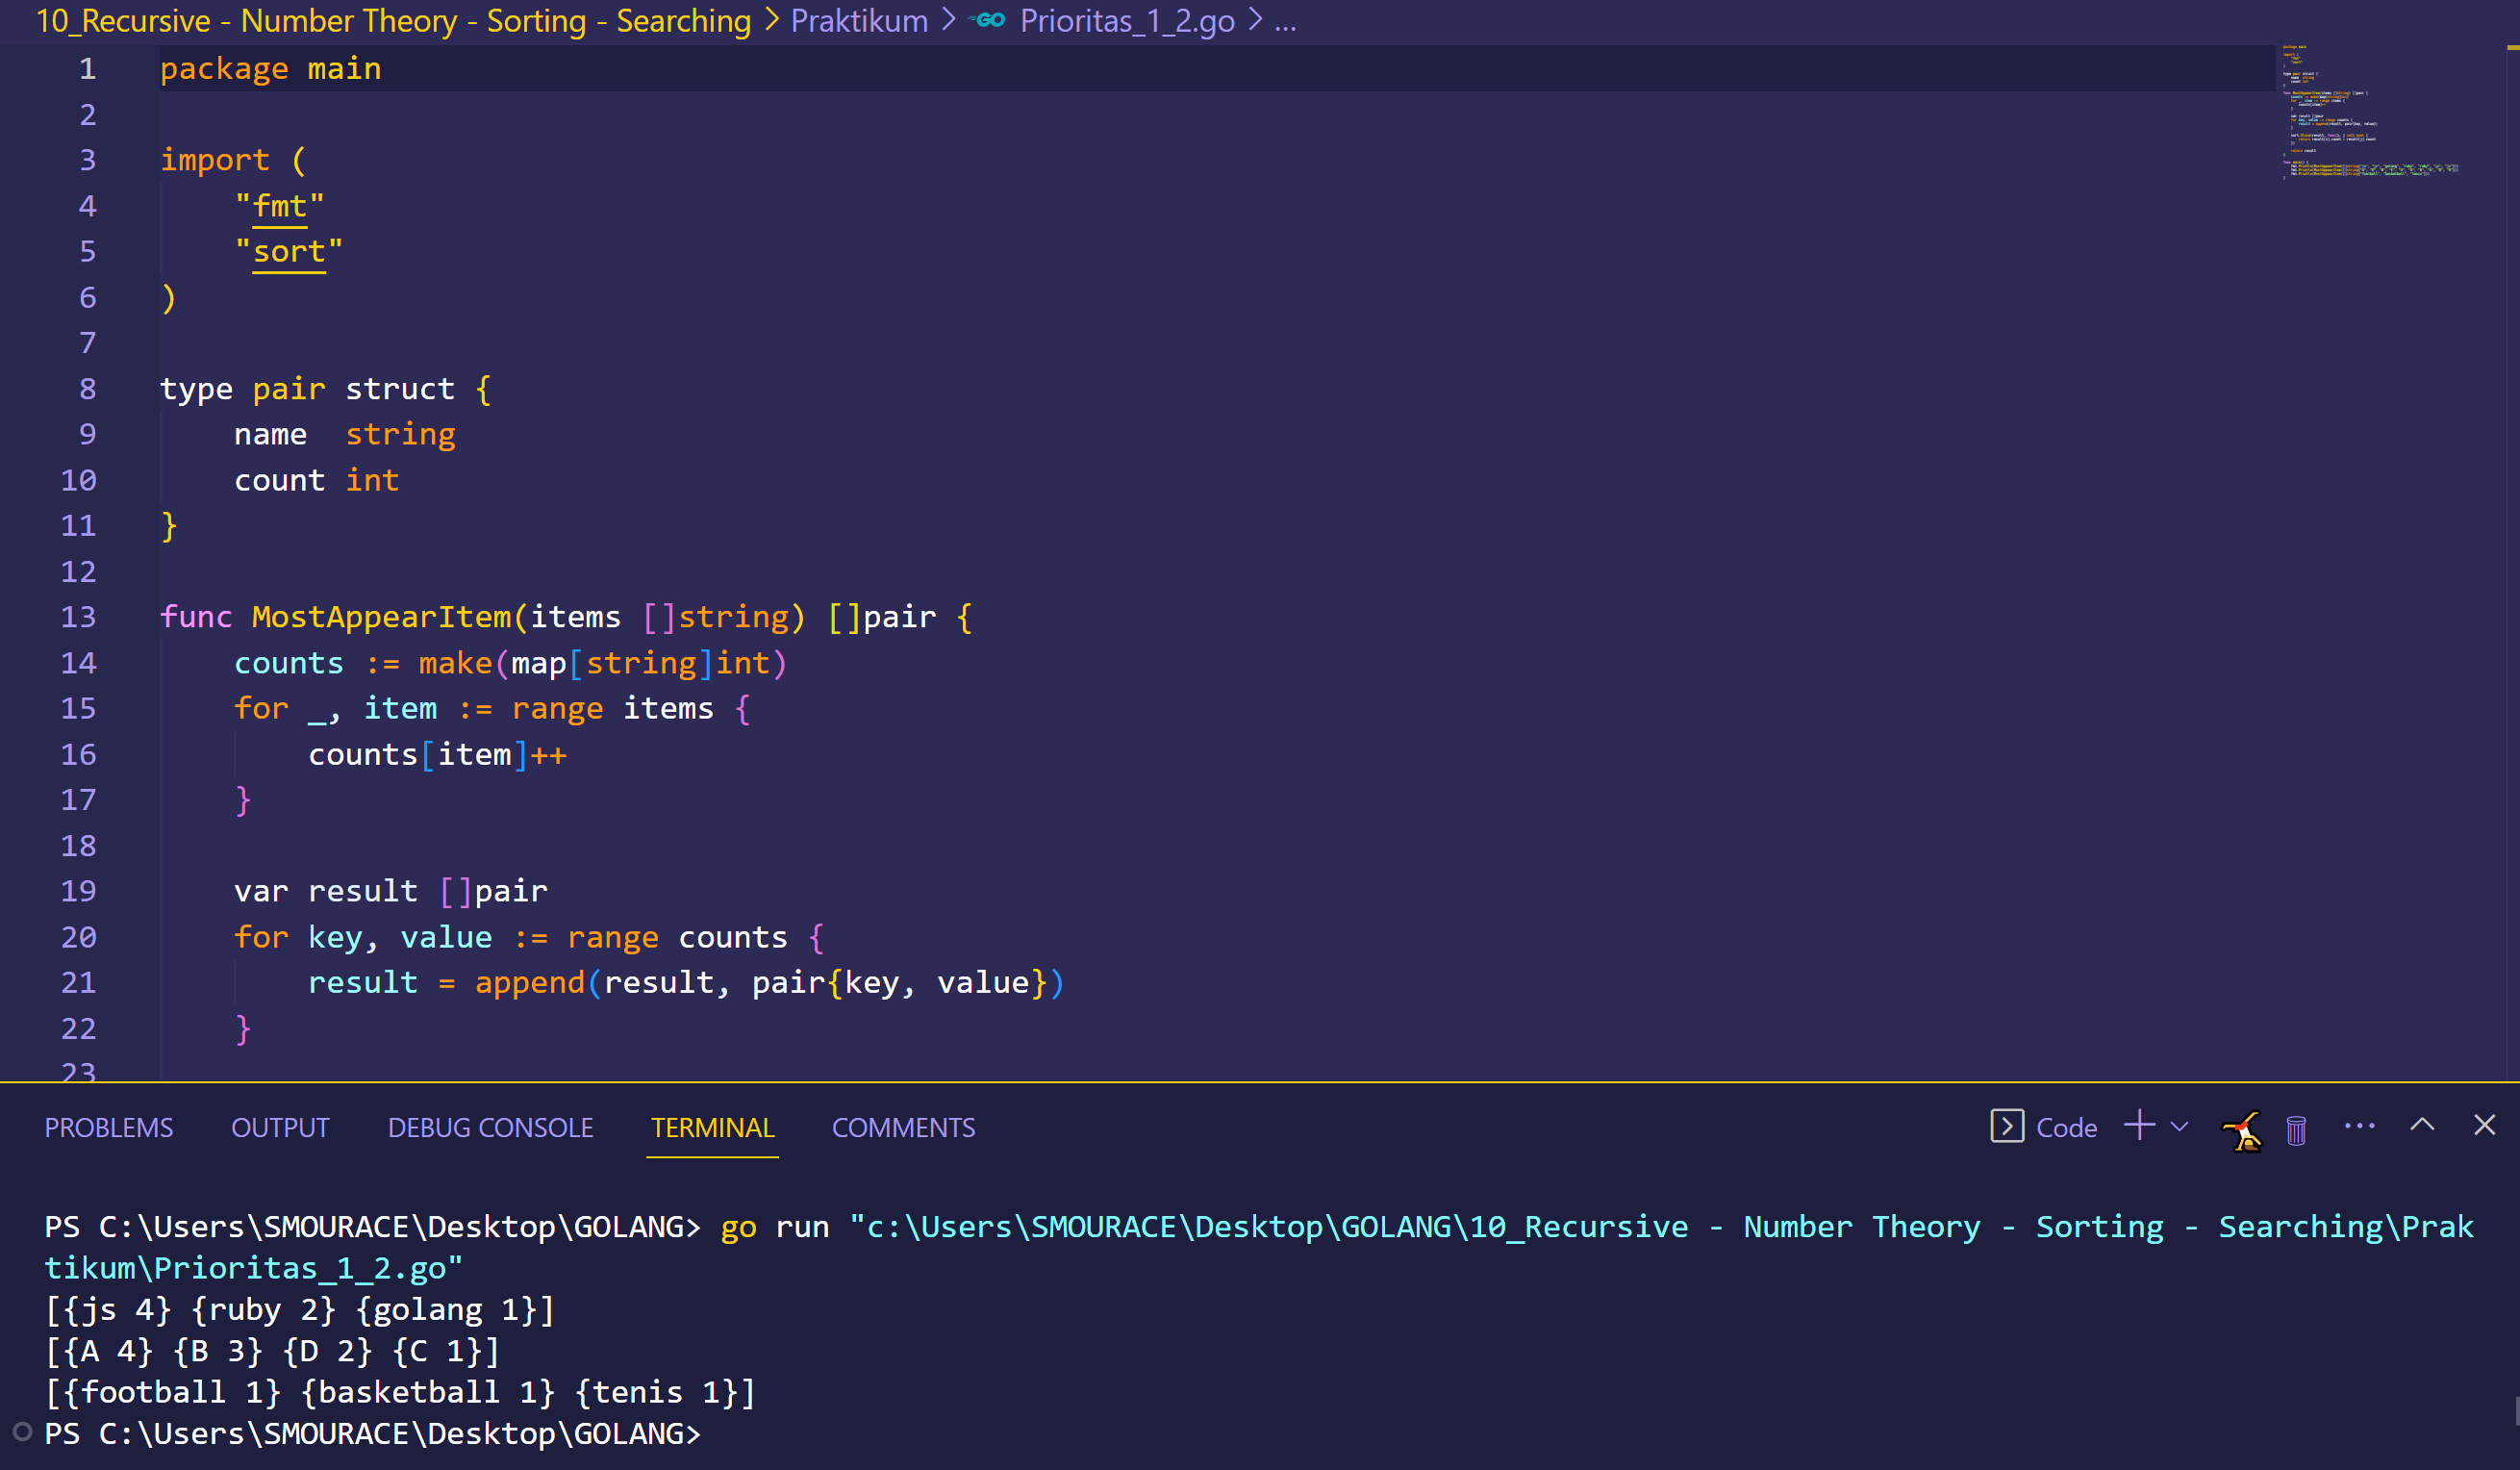 10_Recursive - Number Theory - Sorting - Searching > Praktikum > GO Prioritas_1_2.go > ...
1 package main
2
3 import (
4     "fmt"
5     "sort"
6 )
7
8 type pair struct {
9     name  string
10     count int
11 }
12
13 func MostAppearItem(items []string) []pair {
14     counts := make(map[string]int)
15     for _, item := range items {
16         counts[item]++
17     }
18
19     var result []pair
20     for key, value := range counts {
21         result = append(result, pair{key, value})
22     }
23
PROBLEMS OUTPUT DEBUG CONSOLE TERMINAL COMMENTS Code
PS C:\Users\SMOURACE\Desktop\GOLANG> go run "c:\Users\SMOURACE\Desktop\GOLANG\10_Recursive - Number Theory - Sorting - Searching\Prak
tikum\Prioritas_1_2.go"
[{js 4} {ruby 2} {golang 1}]
[{A 4} {B 3} {D 2} {C 1}]
[{football 1} {basketball 1} {tenis 1}]
PS C:\Users\SMOURACE\Desktop\GOLANG>